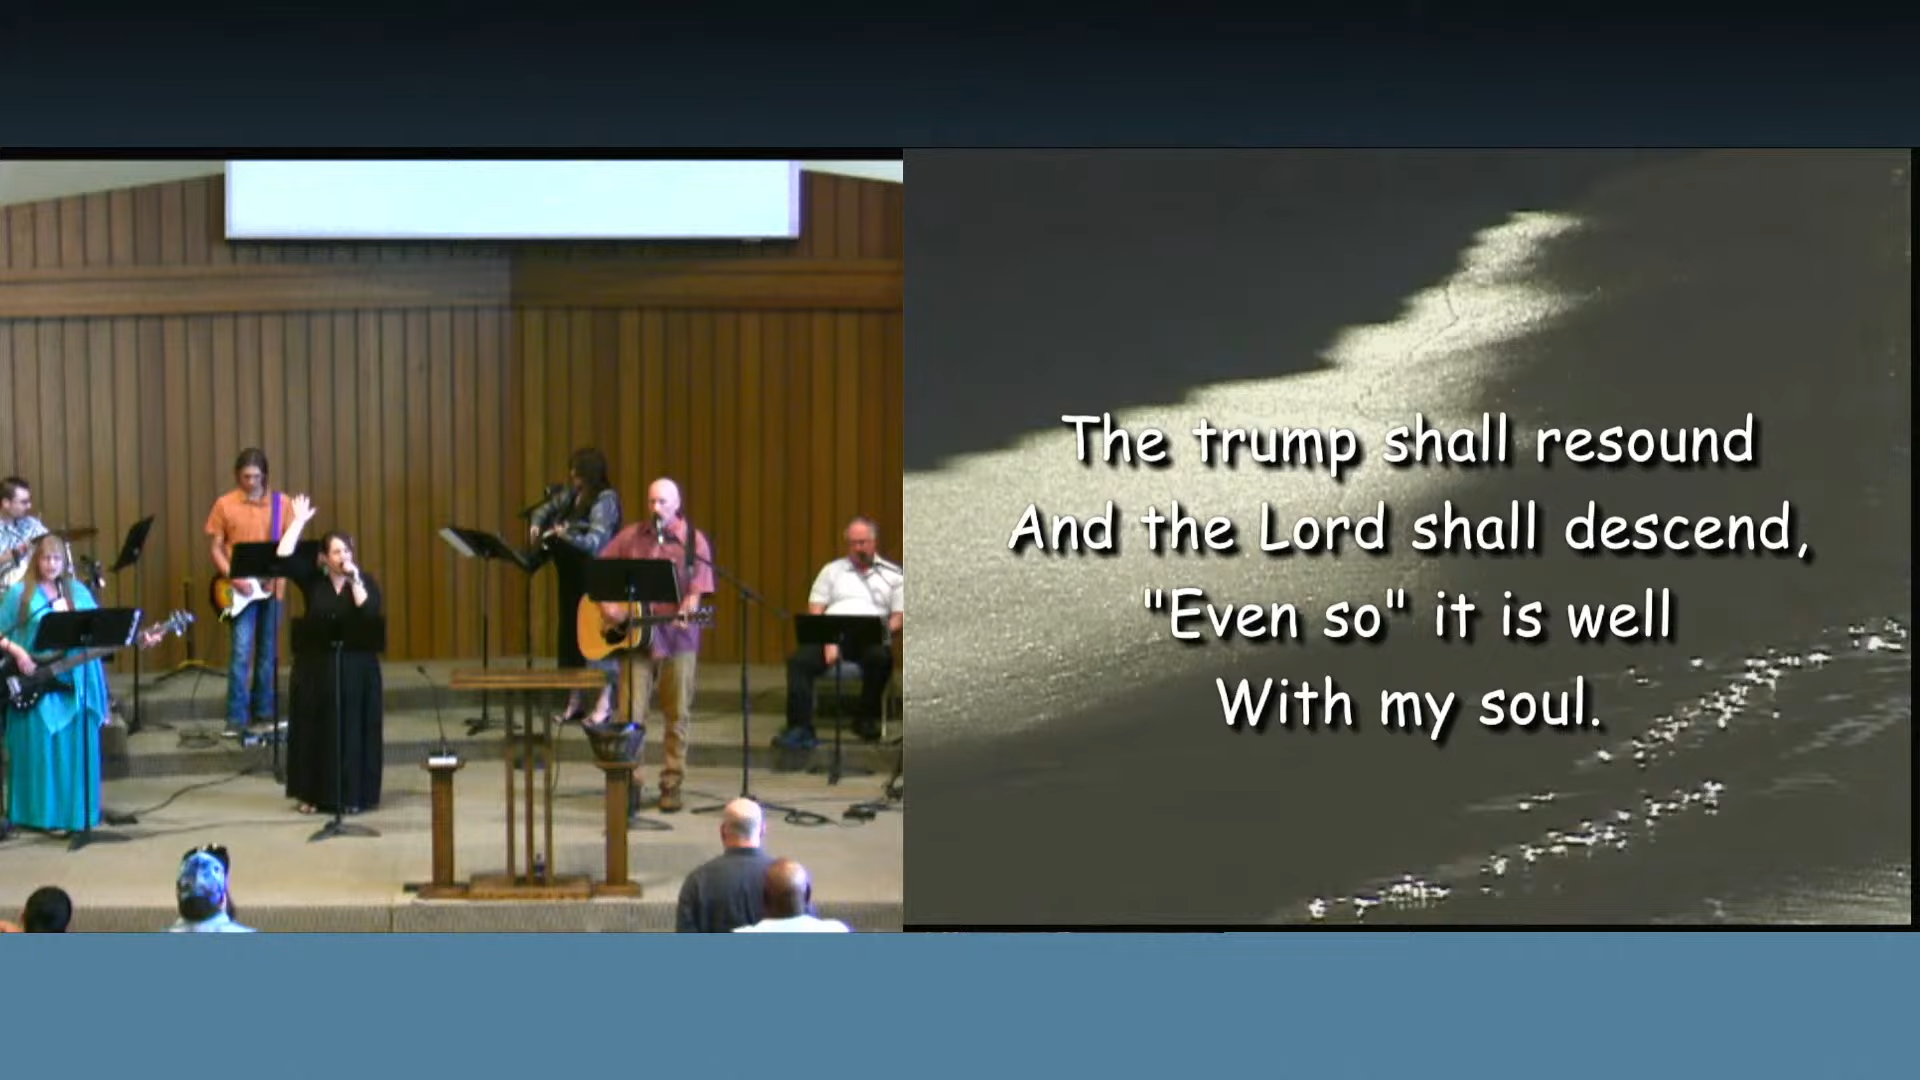 The trump shall resound
And the Lord shall descend,
"Even so" it is well
With my soul.